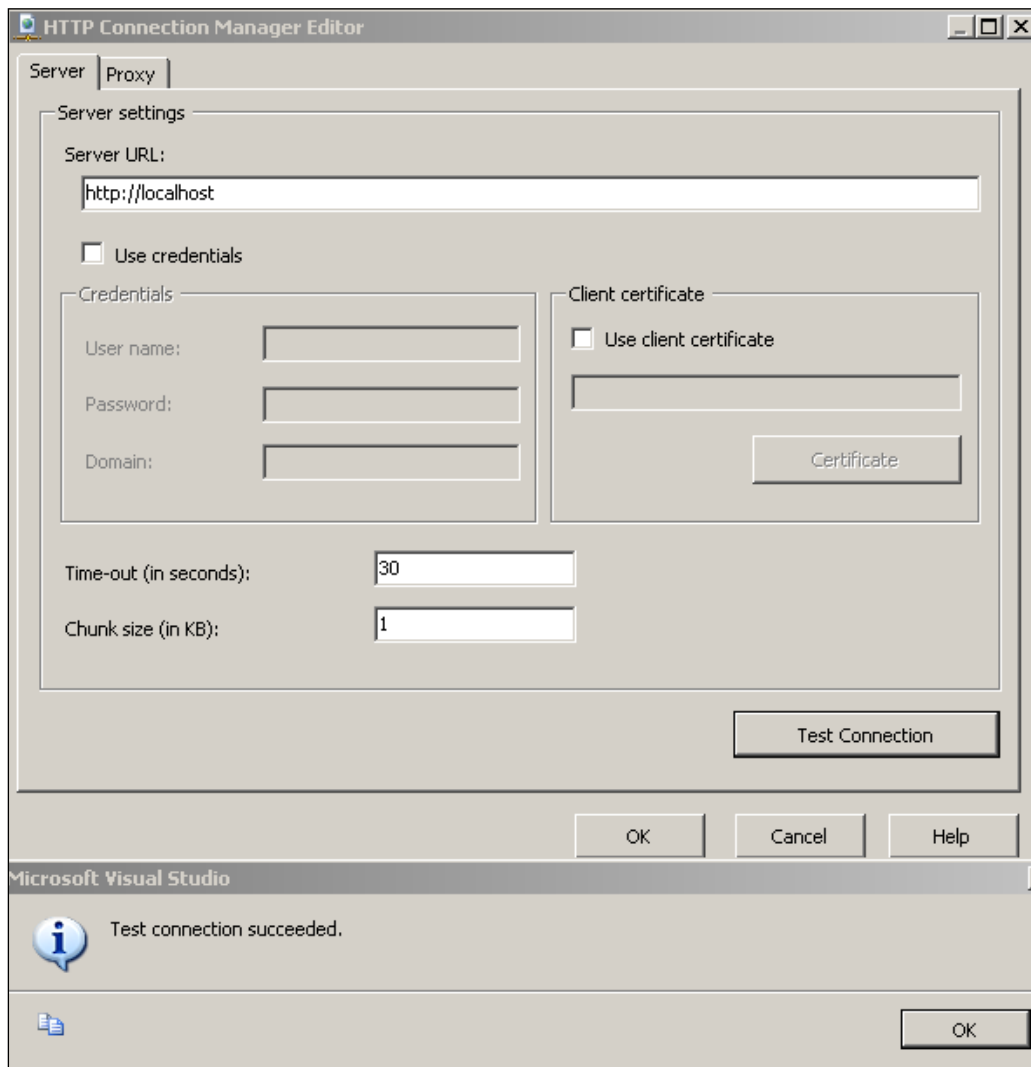 HTTP Connection Manager Editor
Server
Proxy
Server settings
Server URL:
http://localhost
Use credentials
Credentials
User name:
Password:
Domain:
Client certificate
Use client certificate
Certificate
Time-out (in seconds):
30
Chunk size (in KB):
1
Test Connection
OK
Cancel
Help
Microsoft Visual Studio
Test connection succeeded.
OK